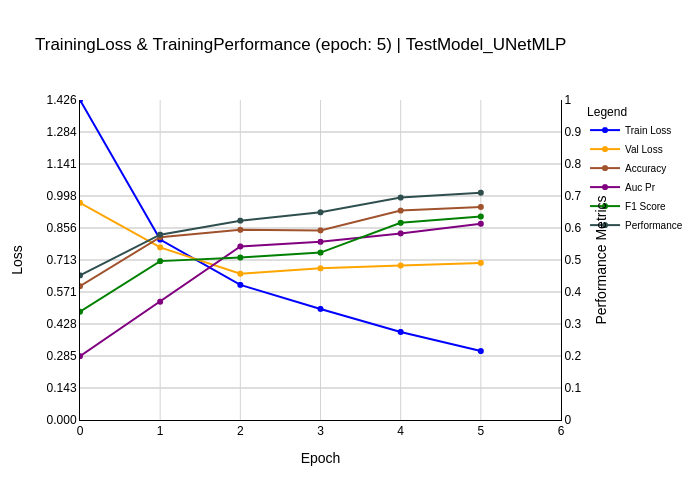 TrainingLoss & TrainingPerformance (epoch: 5) | TestModel_UNetMLP
1.426
1.284
1.141
0.998
0.856
0.713
0.571
0.428
0.285
0.143
0.000
Loss
0
1
2
3
4
5
6
Epoch
1
0.9
0.8
0.7
0.6
0.5
0.4
0.3
0.2
0.1
0
Performance Metrics
Legend
Train Loss
Val Loss
Accuracy
Auc Pr
F1 Score
Performance